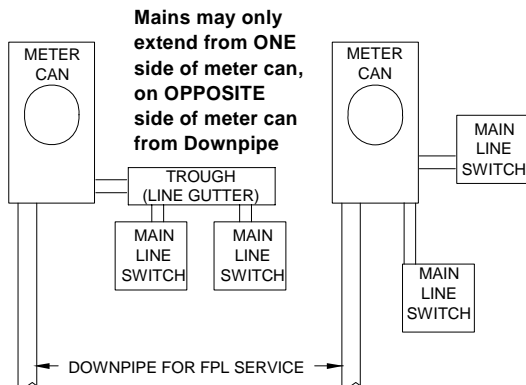 Mains may only
extend from ONE
side of meter can,
on OPPOSITE
side of meter can
from Downpipe
METER
CAN
TROUGH
(LINE GUTTER)
MAIN
LINE
SWITCH
MAIN
LINE
SWITCH
METER
CAN
MAIN
LINE
SWITCH
MAIN
LINE
SWITCH
DOWNPIPE FOR FPL SERVICE